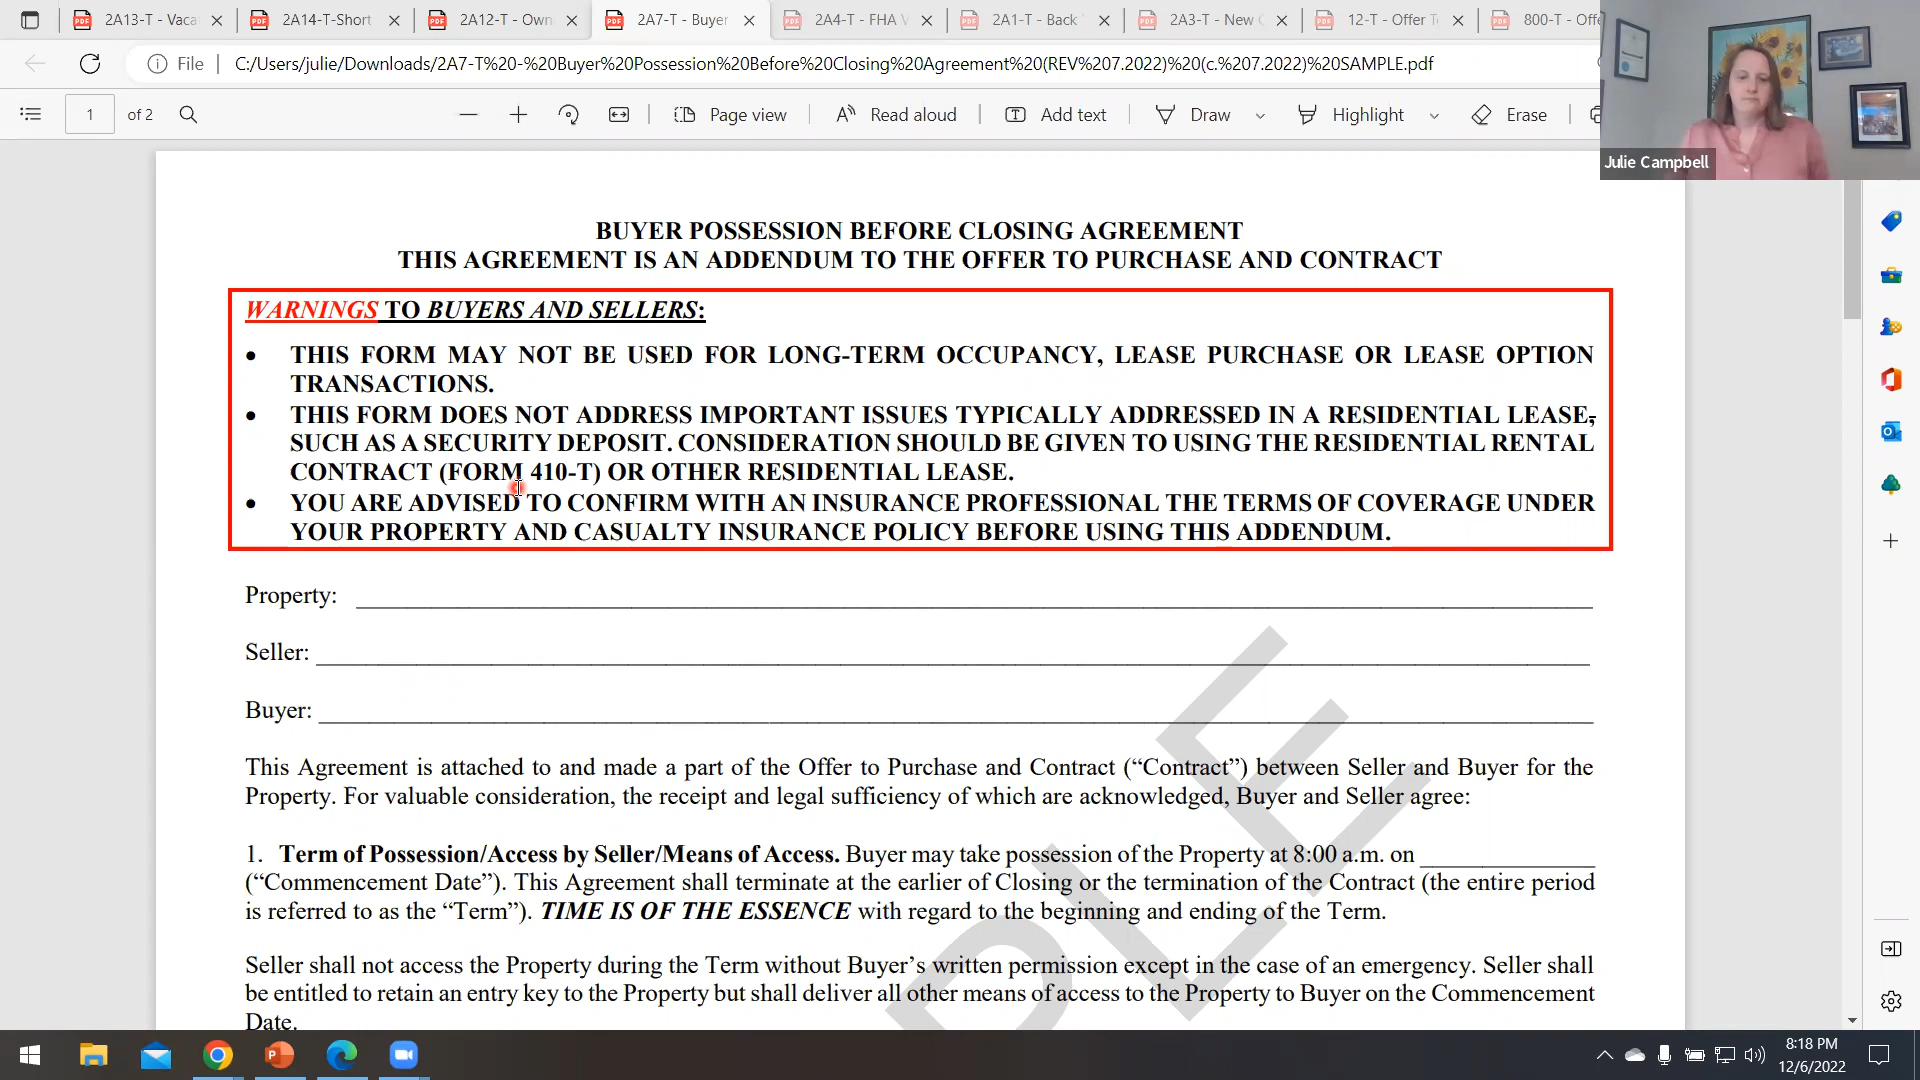 2A13-T - Vaca
2A14-T-Short
2A12-T - Own
2A7-T - Buyer
2A4-T - FHA V
2A1-T - Back
2A3-T - New C
12-T - Offer T
800-T - Offe
File
C:/Users/julie/Downloads/2A7-T%20-%20Buyer%20Possession%20Before%20Closing%20Agreement%20(REV%207.2022)%20(c.%207.2022)%20SAMPLE.pdf
1 of 2
Page view
Read aloud
Add text
Draw
Highlight
Erase
Julie Campbell
BUYER POSSESSION BEFORE CLOSING AGREEMENT
THIS AGREEMENT IS AN ADDENDUM TO THE OFFER TO PURCHASE AND CONTRACT
WARNINGS TO BUYERS AND SELLERS:
• THIS FORM MAY NOT BE USED FOR LONG-TERM OCCUPANCY, LEASE PURCHASE OR LEASE OPTION
TRANSACTIONS.
• THIS FORM DOES NOT ADDRESS IMPORTANT ISSUES TYPICALLY ADDRESSED IN A RESIDENTIAL LEASE,
SUCH AS A SECURITY DEPOSIT. CONSIDERATION SHOULD BE GIVEN TO USING THE RESIDENTIAL RENTAL
CONTRACT (FORM 410-T) OR OTHER RESIDENTIAL LEASE.
• YOU ARE ADVISED TO CONFIRM WITH AN INSURANCE PROFESSIONAL THE TERMS OF COVERAGE UNDER
YOUR PROPERTY AND CASUALTY INSURANCE POLICY BEFORE USING THIS ADDENDUM.
Property:
Seller:
Buyer:
This Agreement is attached to and made a part of the Offer to Purchase and Contract (“Contract”) between Seller and Buyer for the
Property. For valuable consideration, the receipt and legal sufficiency of which are acknowledged, Buyer and Seller agree:
1. Term of Possession/Access by Seller/Means of Access. Buyer may take possession of the Property at 8:00 a.m. on
(“Commencement Date”). This Agreement shall terminate at the earlier of Closing or the termination of the Contract (the entire period
is referred to as the “Term”). TIME IS OF THE ESSENCE with regard to the beginning and ending of the Term.
Seller shall not access the Property during the Term without Buyer’s written permission except in the case of an emergency. Seller shall
be entitled to retain an entry key to the Property but shall deliver all other means of access to the Property to Buyer on the Commencement
Date.
PLE
8:18 PM
12/6/2022